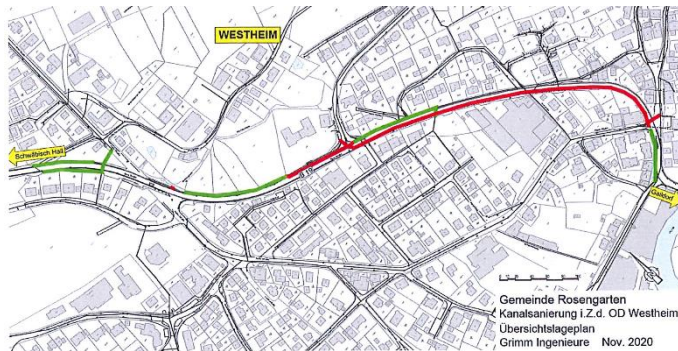 WESTHEIM
Schwäbisch Hall
Gaildorf
Gemeinde Rosengarten
Kanalsanierung i.Z.d. OD Westheim
Übersichtslageplan
Grimm Ingenieure Nov. 2020